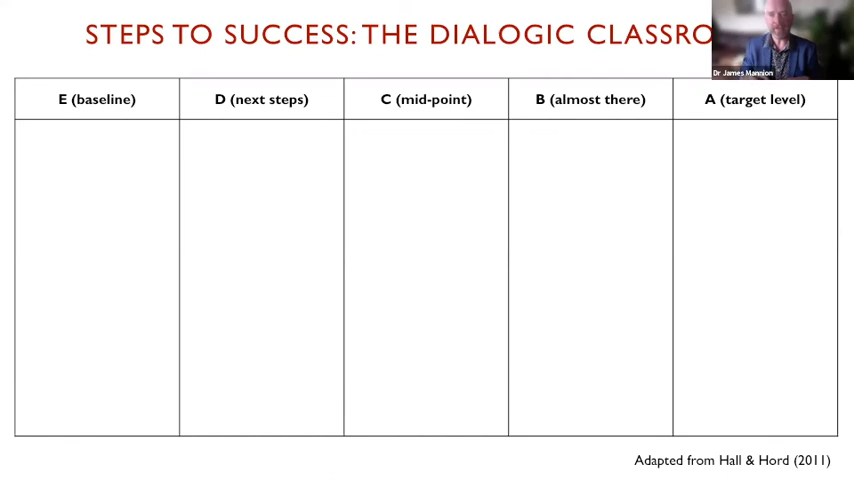 STEPS TO SUCCESS: THE DIALOGIC CLASSRO
Dr James Mannion
E (baseline) D (next steps) C (mid-point) B (almost there) A (target level)
Adapted from Hall & Hord (2011)